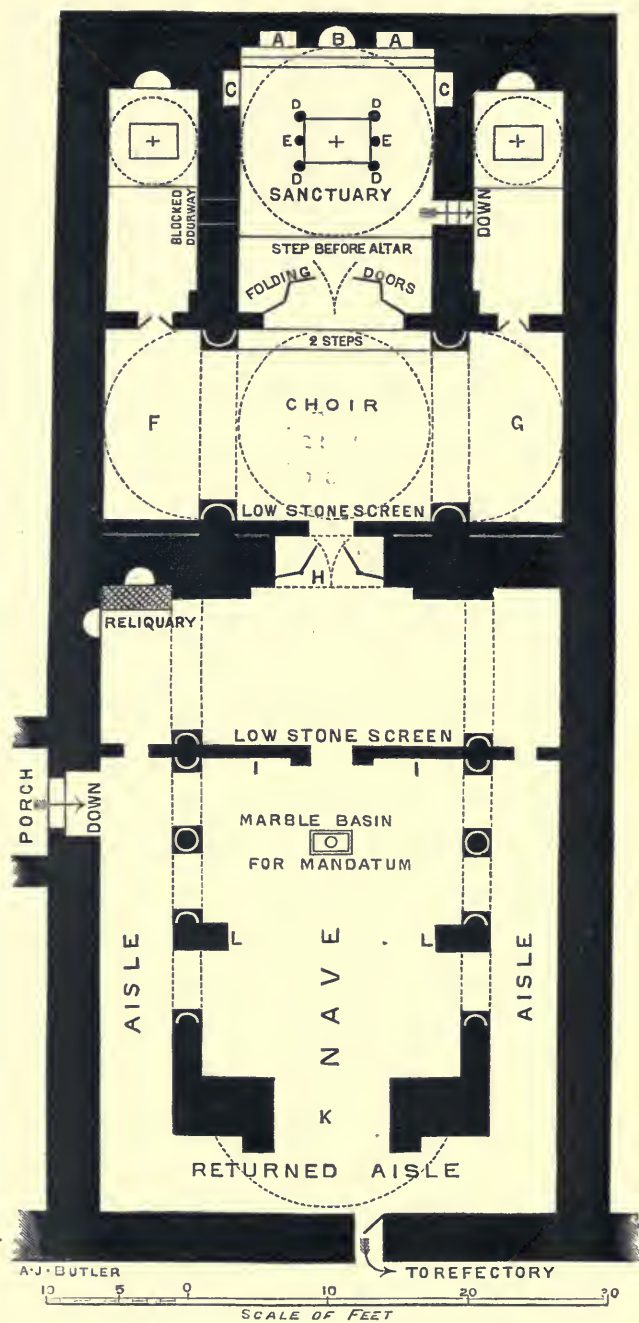 A B A
C C
D D
E E
D D
SANCTUARY
BLOCKED DOORWAY
DOWN
STEP BEFORE ALTAR
FOLDING DOORS
2 STEPS
F CHOIR G
LOW STONE SCREEN
H
RELIQUARY
LOW STONE SCREEN
I I
PORCH
DOWN
MARBLE BASIN
FOR MANDATUM
L L
AISLE
NAVE
AISLE
K
RETURNED AISLE
A.J.BUTLER
TO REFECTORY
10 5 0 10 20 30
SCALE OF FEET